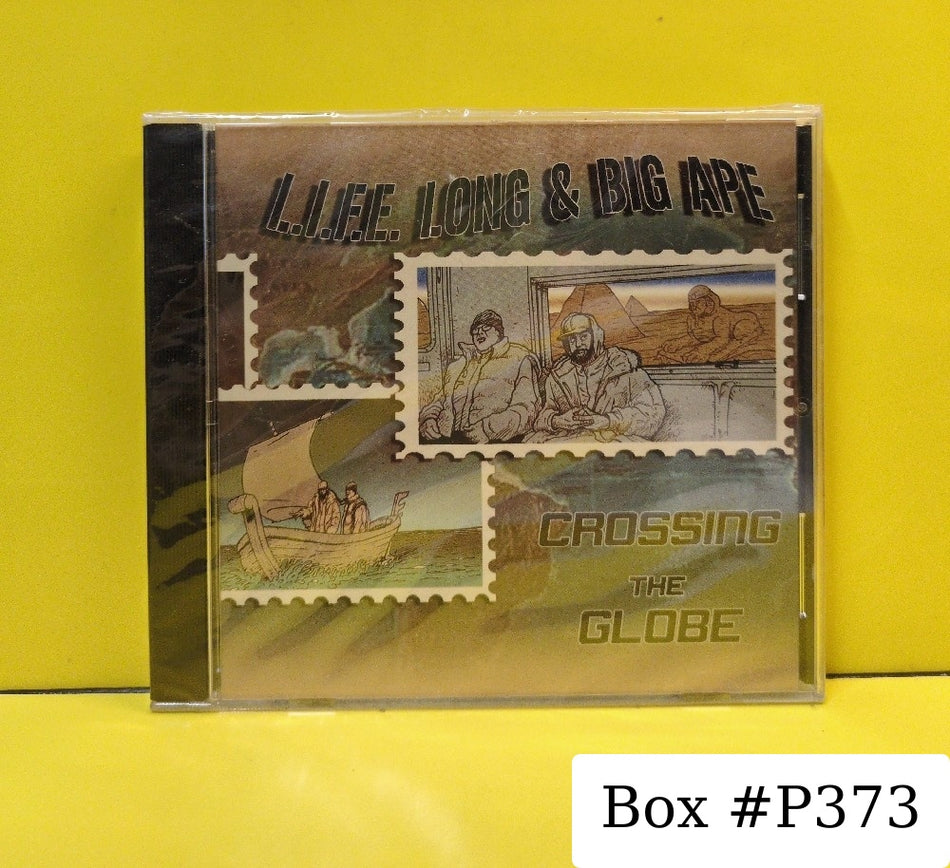 L.I.F.E. LONG & BIG APE
CROSSING
THE
GLOBE
Box #P373